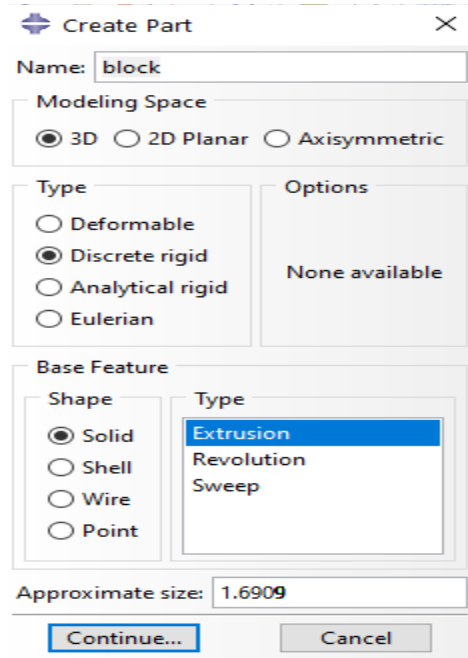 Create Part
Name: block
Modeling Space
3D 2D Planar Axisymmetric
Type
Deformable
Discrete rigid
Analytical rigid
Eulerian
Options
None available
Base Feature
Shape
Solid
Shell
Wire
Point
Type
Extrusion
Revolution
Sweep
Approximate size: 1.6909
Continue... Cancel